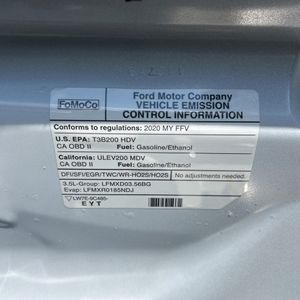 FoMoCo
Ford Motor Company
VEHICLE EMISSION
CONTROL INFORMATION
Conforms to regulations: 2020 MY FFV
U.S. EPA: T3B200 HDV
CA OBD II Fuel: Gasoline/Ethanol
California: ULEV200 MDV
CA OBD II Fuel: Gasoline/Ethanol
DFI/SFI/EGR/TWC/WR-HO2S/HO2S No adjustments needed.
3.5L-Group: LFMXD03.56BG
Evap: LFMXR0185NDJ
LW7E-9C485-
EYT